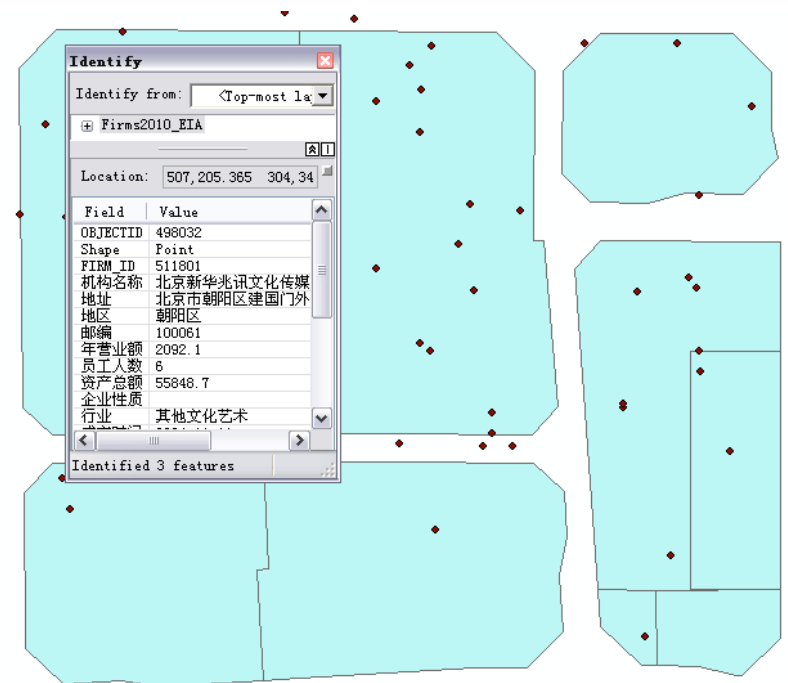 Identify
Identify from: <Top-most la
Firms2010_EIA
Location: 507,205.365 304,34
Field Value
OBJECTID 498032
Shape Point
FIRM_ID 511801
机构名称 北京新华兆讯文化传媒
地址 北京市朝阳区建国门外
地区 朝阳区
邮编 100061
年营业额 2092.1
员工人数 6
资产总额 55848.7
企业性质
行业 其他文化艺术
Identified 3 features